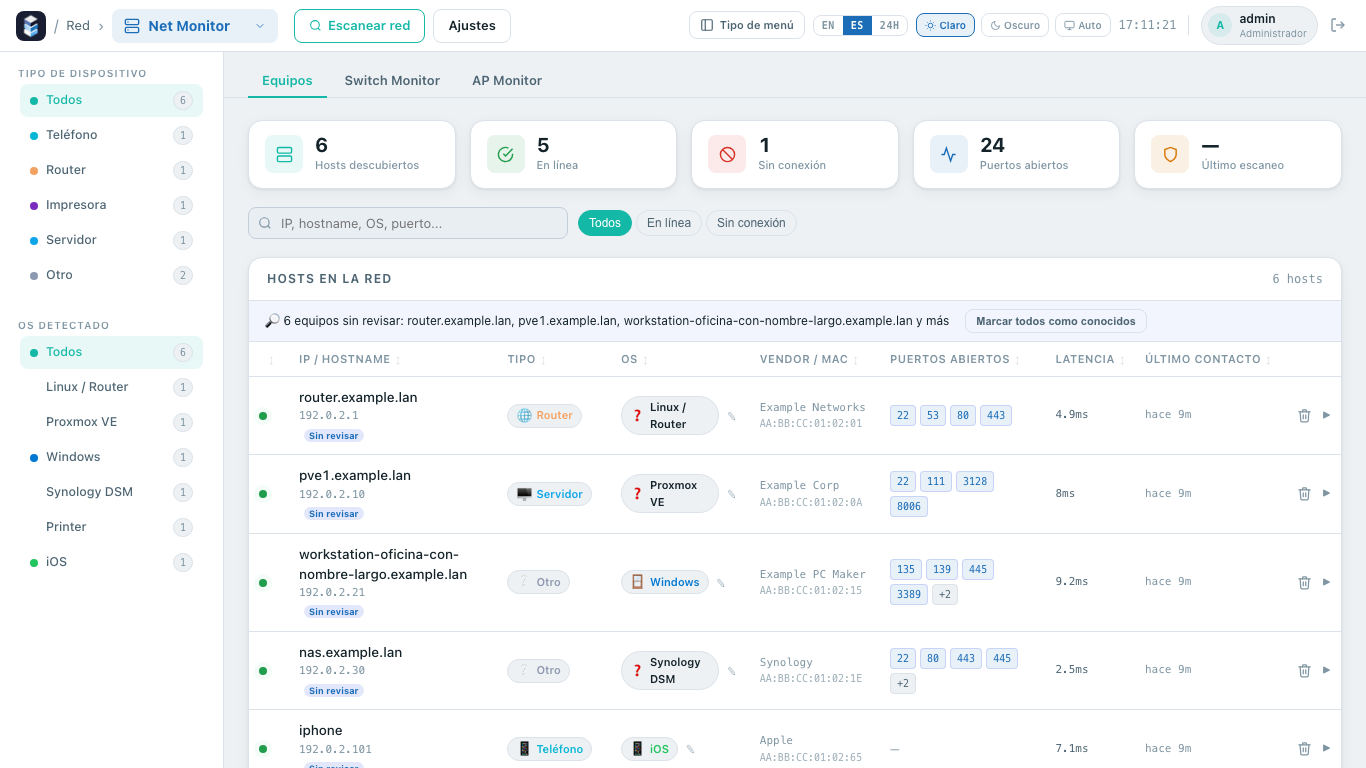 / Red › Net Monitor
Escanear red
Ajustes
Tipo de menú
EN ES 24H
Claro
Oscuro
Auto
17:11:21
A
admin
Administrador
TIPO DE DISPOSITIVO
Todos 6
Teléfono 1
Router 1
Impresora 1
Servidor 1
Otro 2
OS DETECTADO
Todos 6
Linux / Router 1
Proxmox VE 1
Windows 1
Synology DSM 1
Printer 1
iOS 1
Equipos Switch Monitor AP Monitor
6
Hosts descubiertos
5
En línea
1
Sin conexión
24
Puertos abiertos
—
Último escaneo
IP, hostname, OS, puerto...
Todos En línea Sin conexión
HOSTS EN LA RED 6 hosts
6 equipos sin revisar: router.example.lan, pve1.example.lan, workstation-oficina-con-nombre-largo.example.lan y más Marcar todos como conocidos
IP / HOSTNAME TIPO OS VENDOR / MAC PUERTOS ABIERTOS LATENCIA ÚLTIMO CONTACTO
router.example.lan
192.0.2.1
Sin revisar
Router
? Linux /
Router
Example Networks
AA:BB:CC:01:02:01
22 53 80 443
4.9ms
hace 9m
pve1.example.lan
192.0.2.10
Sin revisar
Servidor
? Proxmox
VE
Example Corp
AA:BB:CC:01:02:0A
22 111 3128
8006
8ms
hace 9m
workstation-oficina-con-
nombre-largo.example.lan
192.0.2.21
Sin revisar
? Otro
Windows
Example PC Maker
AA:BB:CC:01:02:15
135 139 445
3389 +2
9.2ms
hace 9m
nas.example.lan
192.0.2.30
Sin revisar
? Otro
? Synology
DSM
Synology
AA:BB:CC:01:02:1E
22 80 443 445
+2
2.5ms
hace 9m
iphone
192.0.2.101
Sin revisar
Teléfono
iOS
Apple
AA:BB:CC:01:02:65
—
7.1ms
hace 9m